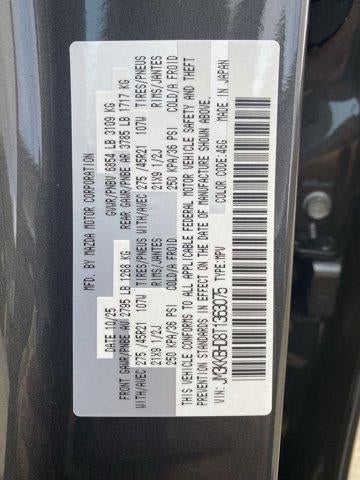 MFD. BY MAZDA MOTOR CORPORATION
DATE 10/25 GVWR/PNBV 6854 LB 3109 KG
FRONT GAWR/PNBE AV 2795 LB 1268 KG REAR GAWR/PNBE AR 3785 LB 1717 KG
WITH/AVEC 275 /45R21 107W TIRES/PNEUS WITH/AVEC 275 /45R21 107W TIRES/PNEUS
21X9 1/2J RIMS/JANTES 21X9 1/2J RIMS/JANTES
250 KPA/36 PSI COLD/A FROID 250 KPA/36 PSI COLD/A FROID
THIS VEHICLE CONFORMS TO ALL APPLICABLE FEDERAL MOTOR VEHICLE SAFETY AND THEFT
PREVENTION STANDARDS IN EFFECT ON THE DATE OF MANUFACTURE SHOWN ABOVE.
VIN: JM3KKBHD8T1363075 TYPE:MPV COLOR CODE:46G MADE IN JAPAN